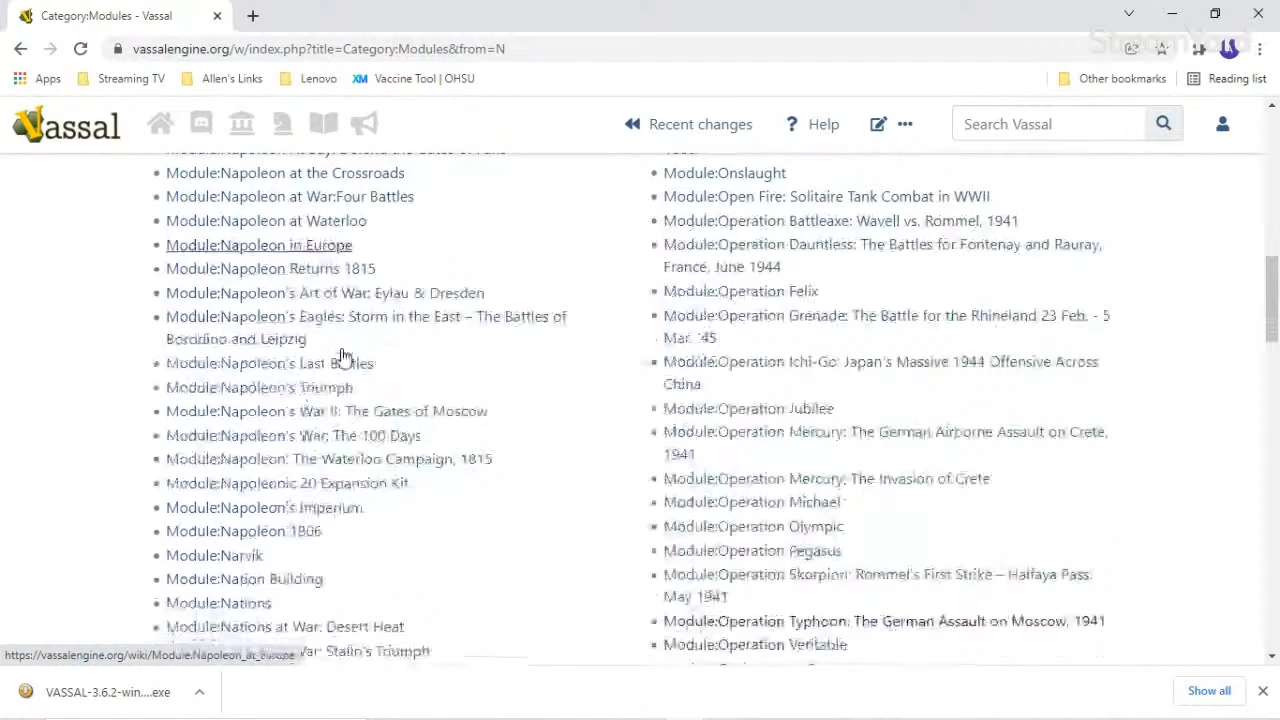 Category:Modules - Vassal
vassalengine.org/w/index.php?title=Category:Modules&from=N
StreamYard
Apps
Streaming TV
Allen's Links
Lenovo
XM Vaccine Tool | OHSU
Other bookmarks
Reading list
Vassal
Recent changes
? Help
Search Vassal
Module:Napoleon at the Crossroads
Module:Napoleon at War:Four Battles
Module:Napoleon at Waterloo
Module:Napoleon in Europe
Module:Napoleon Returns 1815
Module:Napoleon's Art of War: Eylau & Dresden
Module:Napoleon's Eagles: Storm in the East – The Battles of
Borodino and Leipzig
Module:Napoleon's Last Battles
Module:Napoleon's Triumph
Module:Napoleon's War II: The Gates of Moscow
Module:Napoleon's War: The 100 Days
Module:Napoleon: The Waterloo Campaign, 1815
Module:Napoleonic 20 Expansion Kit
Module:Napoleon's Imperium
Module:Napoleon 1806
Module:Narvik
Module:Nation Building
Module:Nations
Module:Nations at War: Desert Heat
War: Stalin's Triumph
Module:Onslaught
Module:Open Fire: Solitaire Tank Combat in WWII
Module:Operation Battleaxe: Wavell vs. Rommel, 1941
Module:Operation Dauntless: The Battles for Fontenay and Rauray,
France, June 1944
Module:Operation Felix
Module:Operation Grenade: The Battle for the Rhineland 23 Feb. - 5
Mar. '45
Module:Operation Ichi-Go: Japan's Massive 1944 Offensive Across
China
Module:Operation Jubilee
Module:Operation Mercury: The German Airborne Assault on Crete,
1941
Module:Operation Mercury: The Invasion of Crete
Module:Operation Michael
Module:Operation Olympic
Module:Operation Pegasus
Module:Operation Skorpion: Rommel's First Strike – Halfaya Pass:
May 1941
Module:Operation Typhoon: The German Assault on Moscow, 1941
Module:Operation Veritable
https://vassalengine.org/wiki/Module:Napoleon_at_Europe
VASSAL-3.6.2-win....exe
Show all